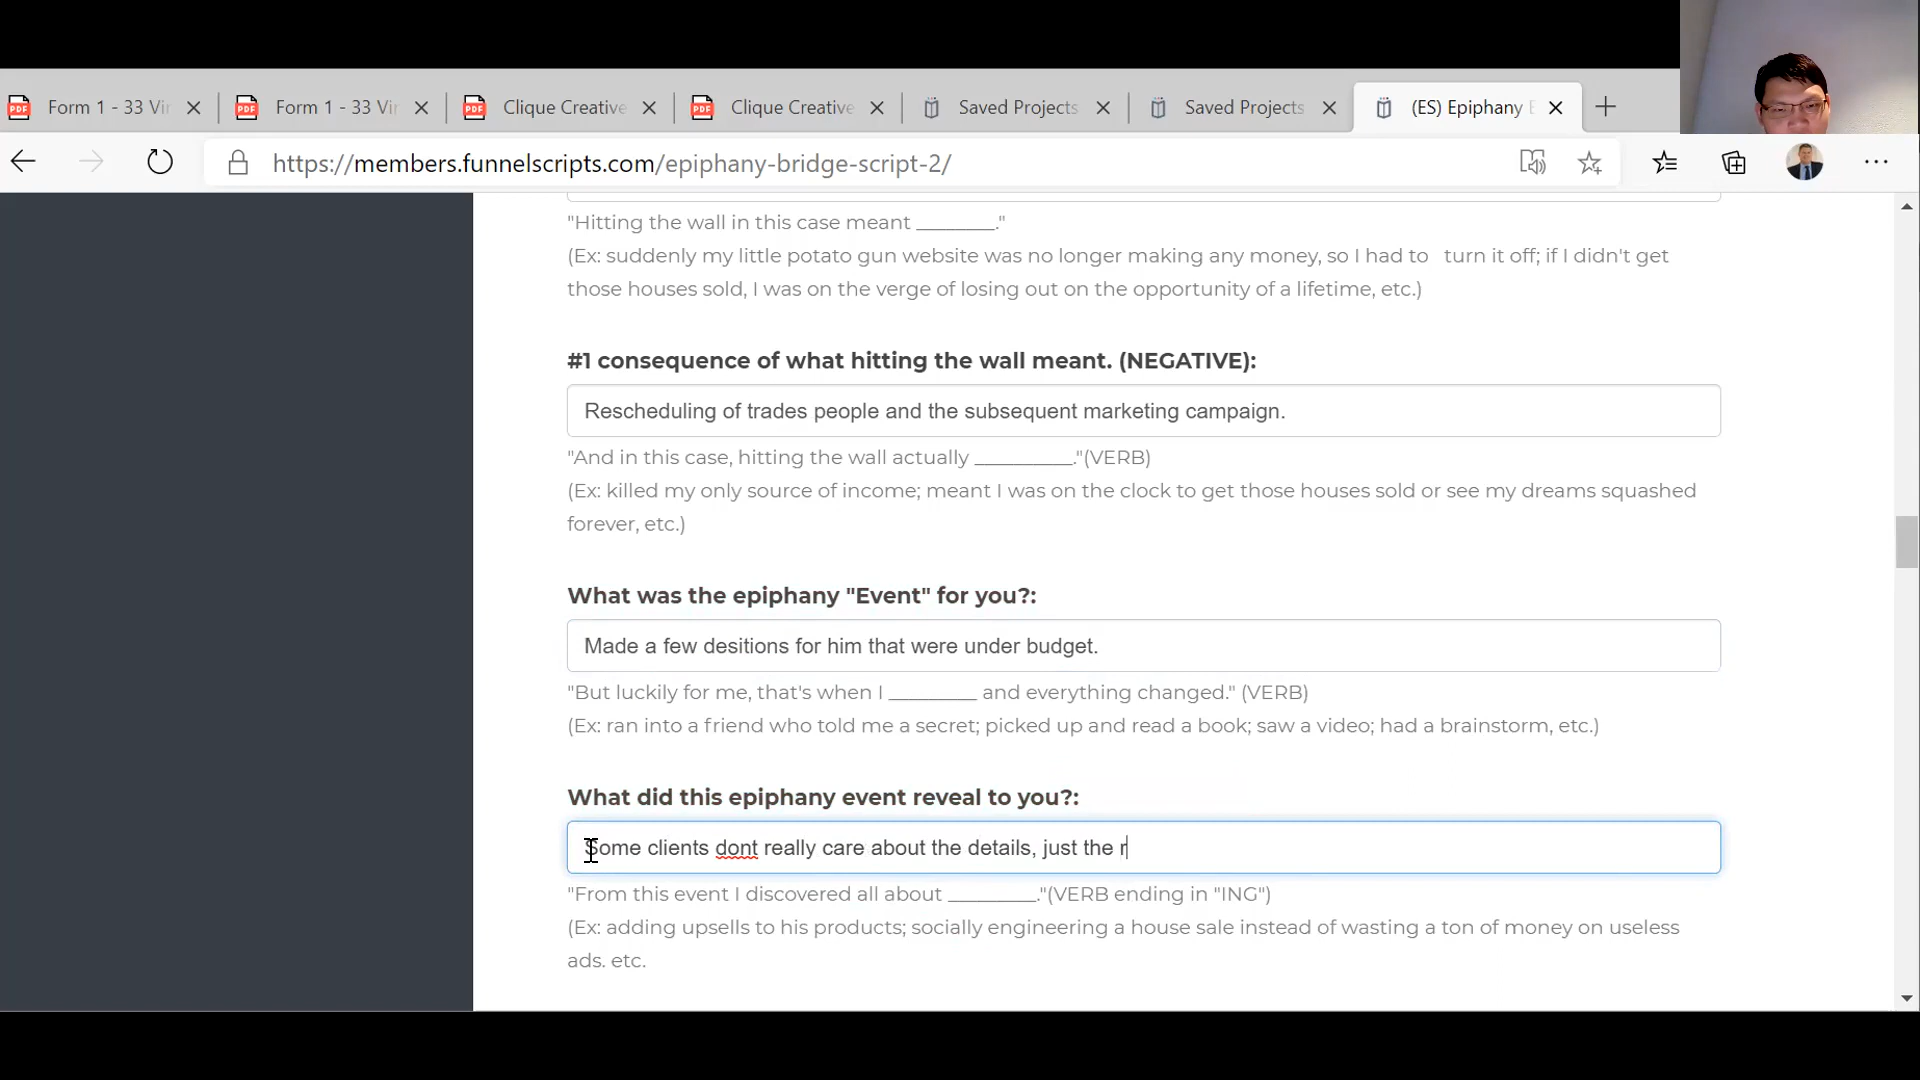 Form 1 - 33 Vir
Form 1 - 33 Vir
Clique Creative
Clique Creative
Saved Projects
Saved Projects
(ES) Epiphany B
https://members.funnelscripts.com/epiphany-bridge-script-2/
"Hitting the wall in this case meant ________."
(Ex: suddenly my little potato gun website was no longer making any money, so I had to turn it off; if I didn't get
those houses sold, I was on the verge of losing out on the opportunity of a lifetime, etc.)
#1 consequence of what hitting the wall meant. (NEGATIVE):
Rescheduling of trades people and the subsequent marketing campaign.
"And in this case, hitting the wall actually __________."(VERB)
(Ex: killed my only source of income; meant I was on the clock to get those houses sold or see my dreams squashed
forever, etc.)
What was the epiphany "Event" for you?:
Made a few desitions for him that were under budget.
"But luckily for me, that's when I _________ and everything changed." (VERB)
(Ex: ran into a friend who told me a secret; picked up and read a book; saw a video; had a brainstorm, etc.)
What did this epiphany event reveal to you?:
Some clients dont really care about the details, just the r
"From this event I discovered all about _________."(VERB ending in "ING")
(Ex: adding upsells to his products; socially engineering a house sale instead of wasting a ton of money on useless
ads. etc.